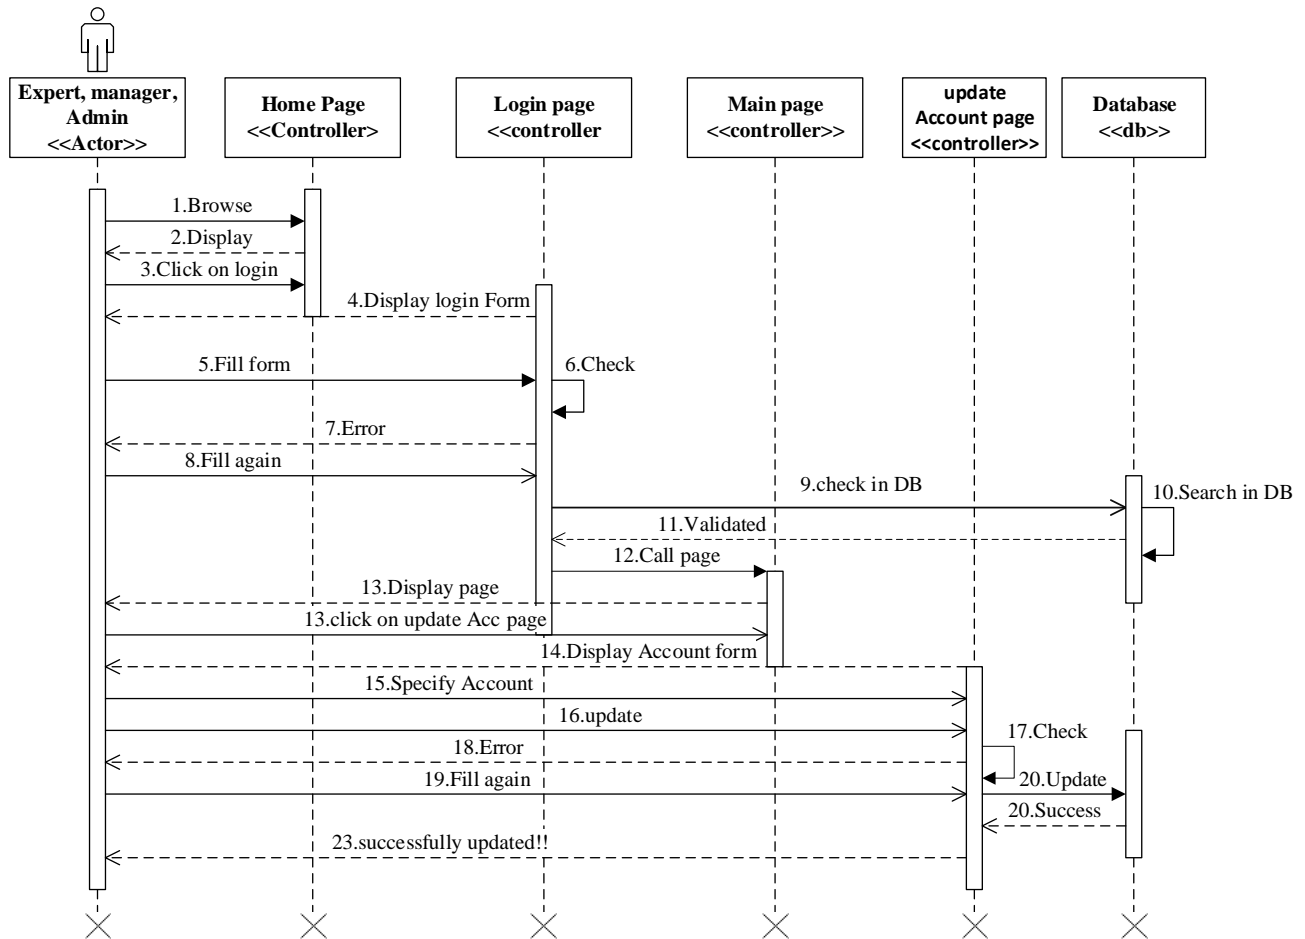 Expert, manager,
Admin
<<Actor>>
Home Page
<<Controller>
Login page
<<controller
Main page
<<controller>>
update
Account page
<<controller>>
Database
<<db>>
1.Browse
2.Display
3.Click on login
4.Display login Form
5.Fill form
6.Check
7.Error
8.Fill again
9.check in DB
10.Search in DB
11.Validated
12.Call page
13.Display page
13.click on update Acc page
14.Display Account form
15.Specify Account
16.update
17.Check
18.Error
19.Fill again
20.Update
20.Success
23.successfully updated!!